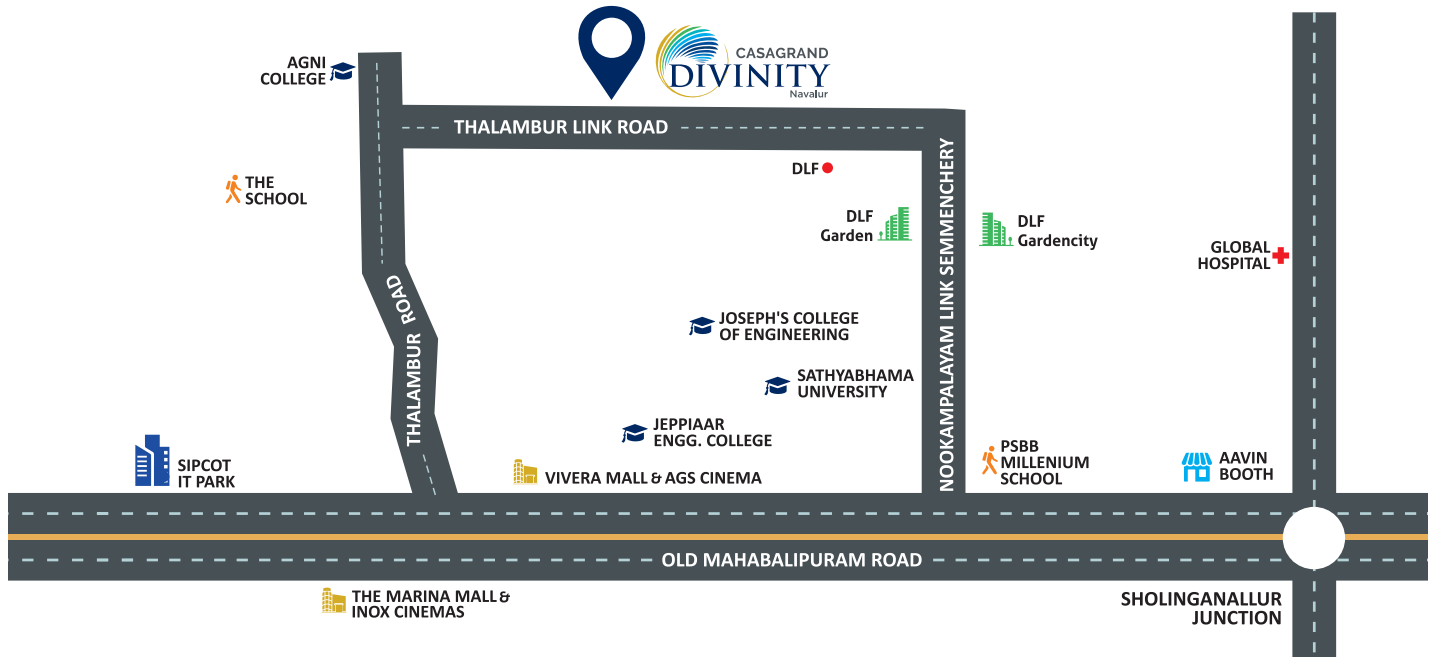 CASAGRAND
DIVINITY
Navalur
AGNI
COLLEGE
THALAMBUR LINK ROAD
DLF
THE
SCHOOL
DLF
Garden
DLF
Gardencity
GLOBAL
HOSPITAL
THALAMBUR ROAD
NOOKAMPALAYAM LINK SEMMENCHERY
JOSEPH'S COLLEGE
OF ENGINEERING
SATHYABHAMA
UNIVERSITY
JEPPIAAR
ENGG. COLLEGE
SIPCOT
IT PARK
VIVERA MALL & AGS CINEMA
PSBB
MILLENIUM
SCHOOL
AAVIN
BOOTH
OLD MAHABALIPURAM ROAD
THE MARINA MALL &
INOX CINEMAS
SHOLINGANALLUR
JUNCTION